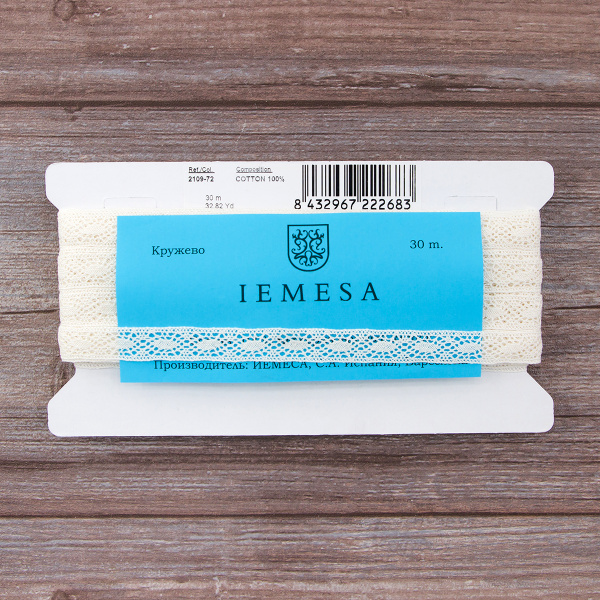 Ref./Col. Composition
2109-72 COTTON 100%
30 m
32.82 Yd
8 432967 222683
Кружево 30 m.
IEMESA
Производитель: ИЕМЕСА, С.А. Испания,